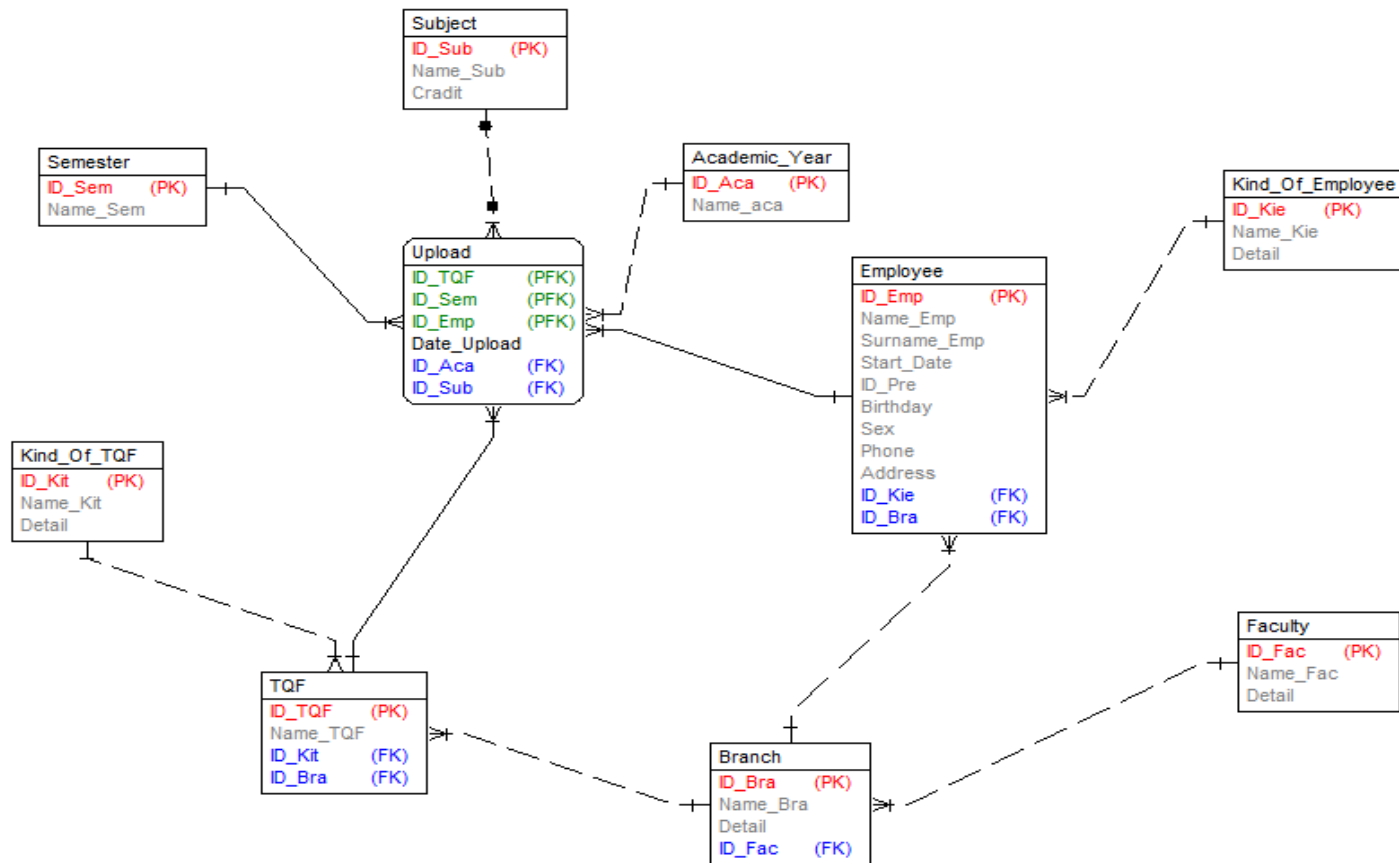 Subject
ID_Sub (PK)
Name_Sub
Cradit
Semester
ID_Sem (PK)
Name_Sem
Academic_Year
ID_Aca (PK)
Name_aca
Kind_Of_Employee
ID_Kie (PK)
Name_Kie
Detail
Upload
ID_TQF (PFK)
ID_Sem (PFK)
ID_Emp (PFK)
Date_Upload
ID_Aca (FK)
ID_Sub (FK)
Employee
ID_Emp (PK)
Name_Emp
Surname_Emp
Start_Date
ID_Pre
Birthday
Sex
Phone
Address
ID_Kie (FK)
ID_Bra (FK)
Kind_Of_TQF
ID_Kit (PK)
Name_Kit
Detail
TQF
ID_TQF (PK)
Name_TQF
ID_Kit (FK)
ID_Bra (FK)
Branch
ID_Bra (PK)
Name_Bra
Detail
ID_Fac (FK)
Faculty
ID_Fac (PK)
Name_Fac
Detail